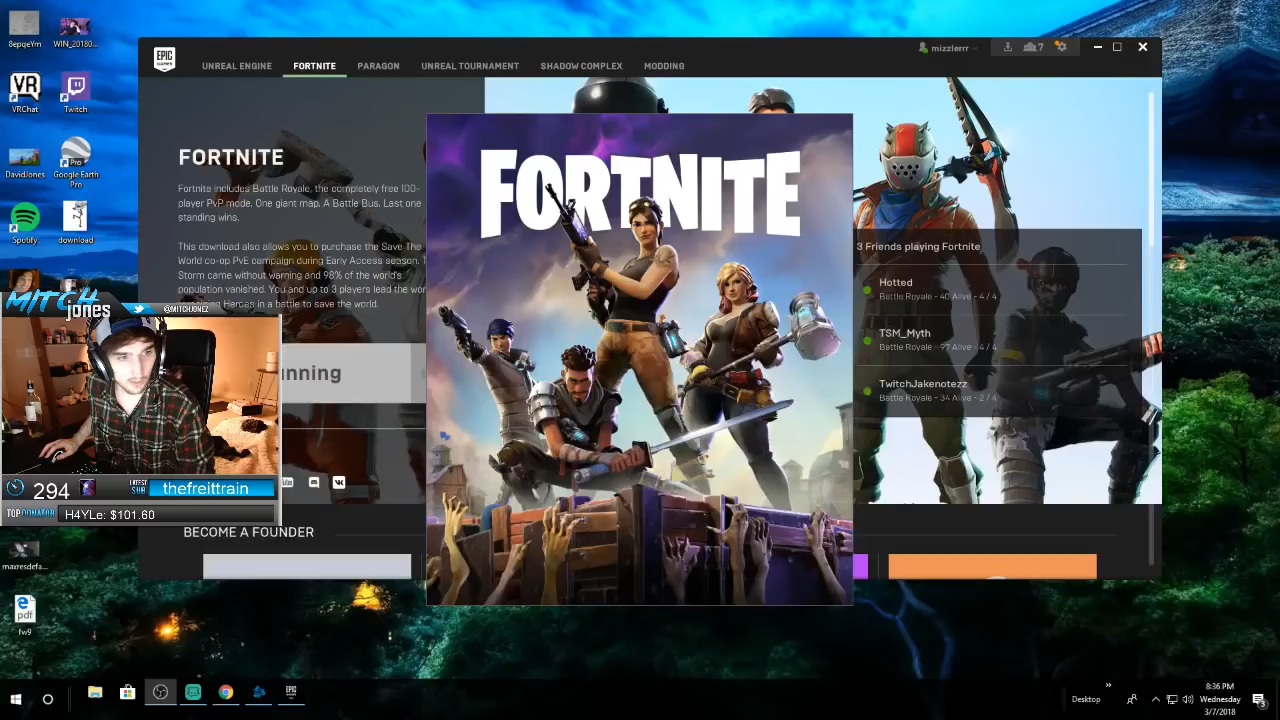 8epqeYm
WIN_20180...
VRChat
Twitch
DavidJones
Google Earth
Pro
Spotify
download
maxresdefa...
pdf
Fw9
EPIC
GAMES
mizzlerrr
7
UNREAL ENGINE
FORTNITE
PARAGON
UNREAL TOURNAMENT
SHADOW COMPLEX
MODDING
FORTNITE
Fortnite includes Battle Royale, the completely free 100-
player PvP mode. One giant map. A Battle Bus. Last one
standing wins.
This download also allows you to purchase the Save The
World co-op PvE campaign during Early Access season.
Storm came without warning and 98% of the world's
population vanished. You and up to 3 players lead the wor
Heroes in a battle to save the world.
nning
BECOME A FOUNDER
FORTNITE
3 Friends playing Fortnite
Hotted
Battle Royale - 40 Alive - 4 / 4
TSM_Myth
Battle Royale - 97 Alive - 4 / 4
TwitchJakenotezz
Battle Royale - 34 Alive - 2 / 4
MITCH
jones
@MITCHJONEZ
294
LATEST
SUB
thefreittrain
TOP DONATOR
H4YLe: $101.60
Desktop
8:36 PM
Wednesday
3/7/2018
3